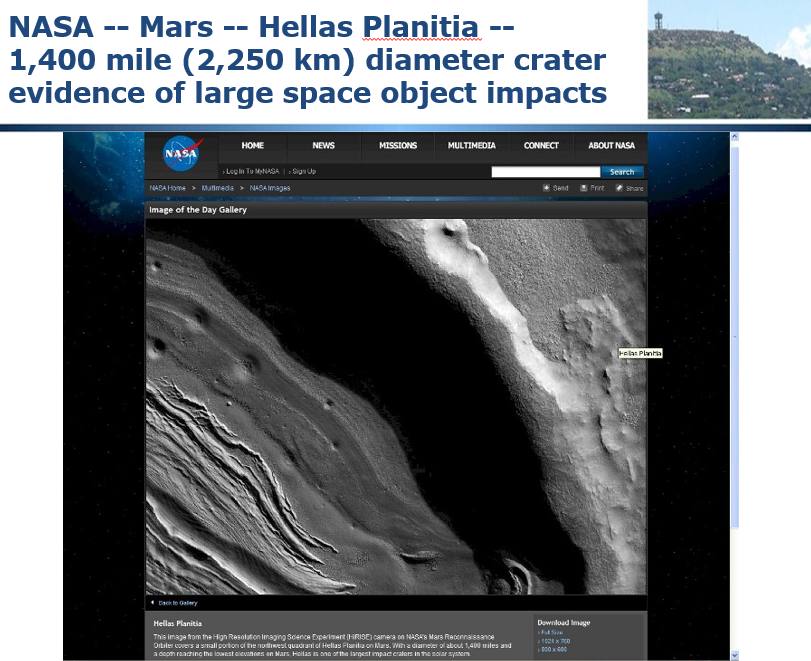 NASA -- Mars -- Hellas Planitia --
1,400 mile (2,250 km) diameter crater
evidence of large space object impacts
NASA
HOME NEWS MISSIONS MULTIMEDIA CONNECT ABOUT NASA
› Log In To MyNASA | › Sign Up Search
NASA Home > Multimedia > NASA Images Send Print Share
Image of the Day Gallery
Hellas Planitia
Back to Gallery
Hellas Planitia
This image from the High Resolution Imaging Science Experiment (HiRISE) camera on NASA's Mars Reconnaissance
Orbiter covers a small portion of the northwest quadrant of Hellas Planitia on Mars. With a diameter of about 1,400 miles and
a depth reaching the lowest elevations on Mars, Hellas is one of the largest impact craters in the solar system.
Download Image
› Full Size
› 1024 x 768
› 800 x 600